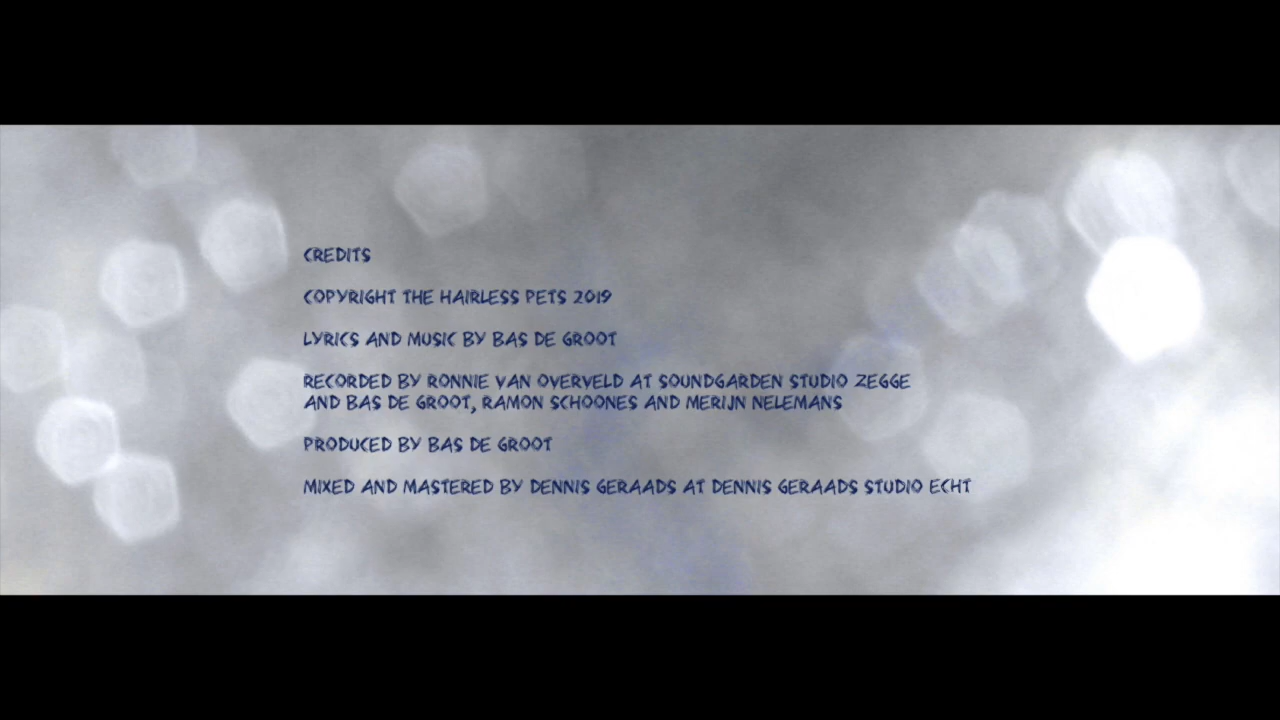 CREDITS
COPYRIGHT THE HAIRLESS PETS 2019
LYRICS AND MUSIC BY BAS DE GROOT
RECORDED BY RONNIE VAN OVERVELD AT SOUNDGARDEN STUDIO ZEGGE
AND BAS DE GROOT, RAMON SCHOONES AND MERIJN NELEMANS
PRODUCED BY BAS DE GROOT
MIXED AND MASTERED BY DENNIS GERAADS AT DENNIS GERAADS STUDIO ECHT